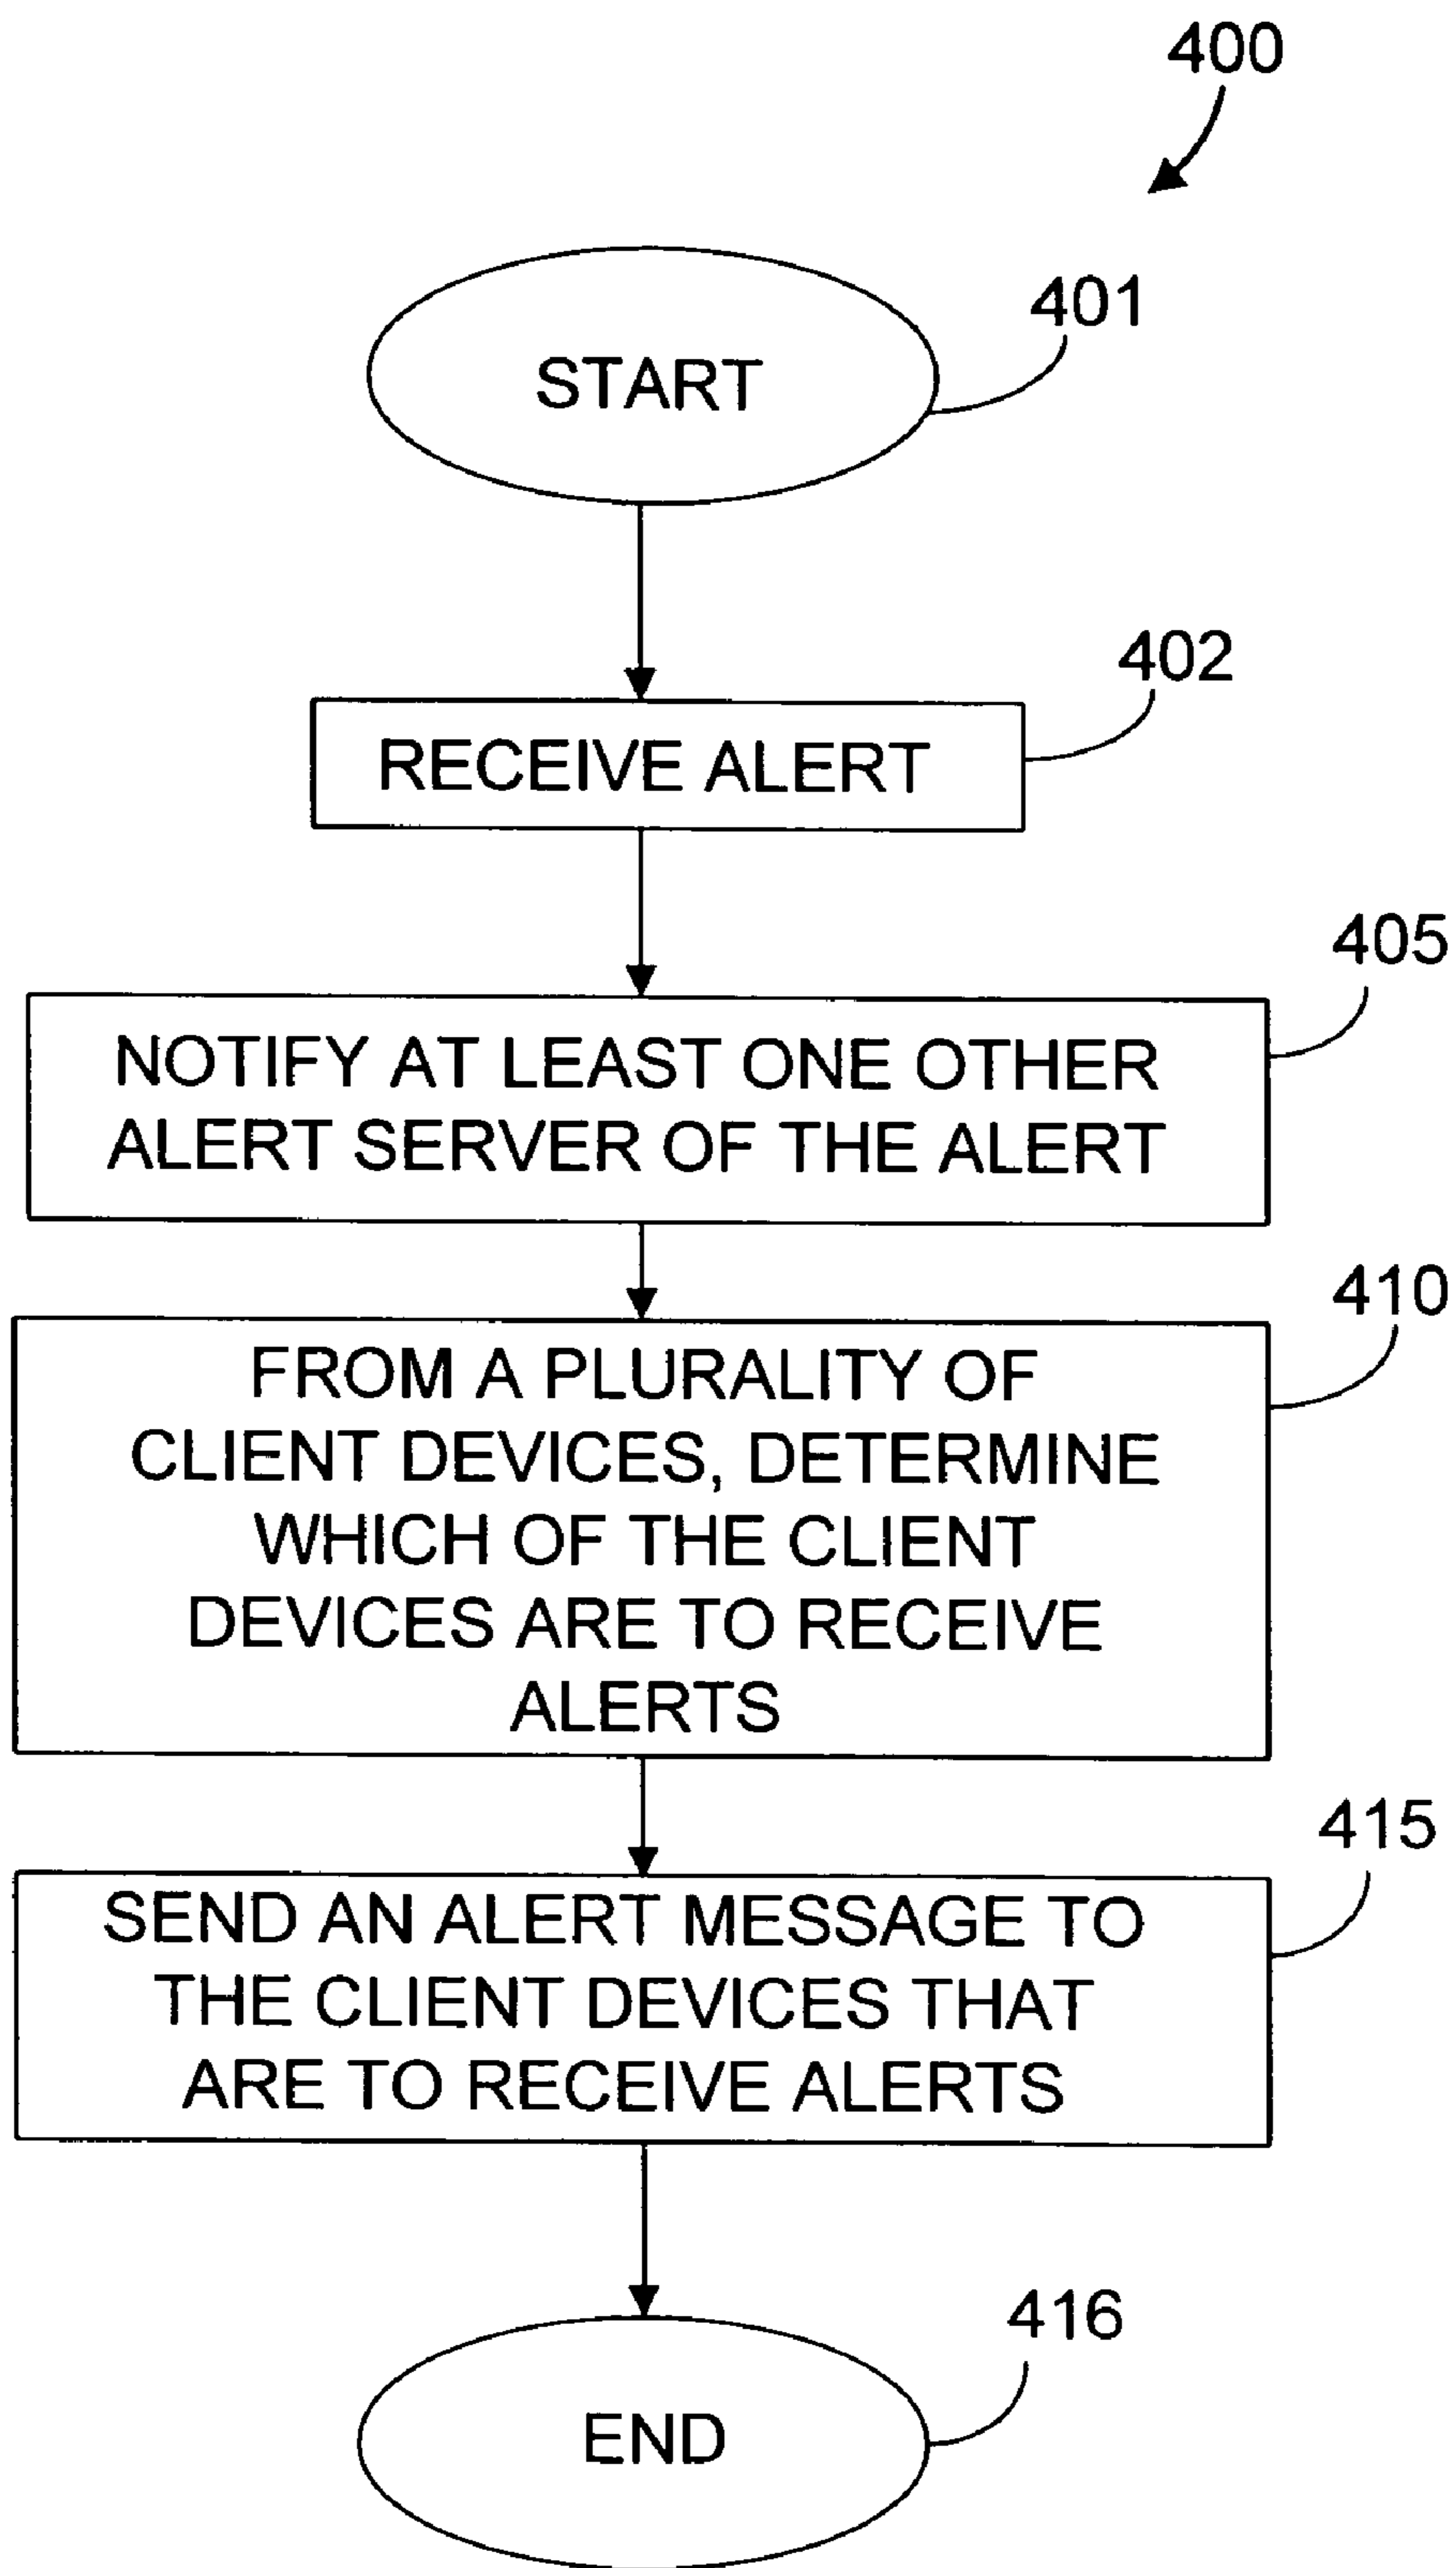 400
401
START
402
RECEIVE ALERT
405
NOTIFY AT LEAST ONE OTHER
ALERT SERVER OF THE ALERT
410
FROM A PLURALITY OF
CLIENT DEVICES, DETERMINE
WHICH OF THE CLIENT
DEVICES ARE TO RECEIVE
ALERTS
415
SEND AN ALERT MESSAGE TO
THE CLIENT DEVICES THAT
ARE TO RECEIVE ALERTS
416
END